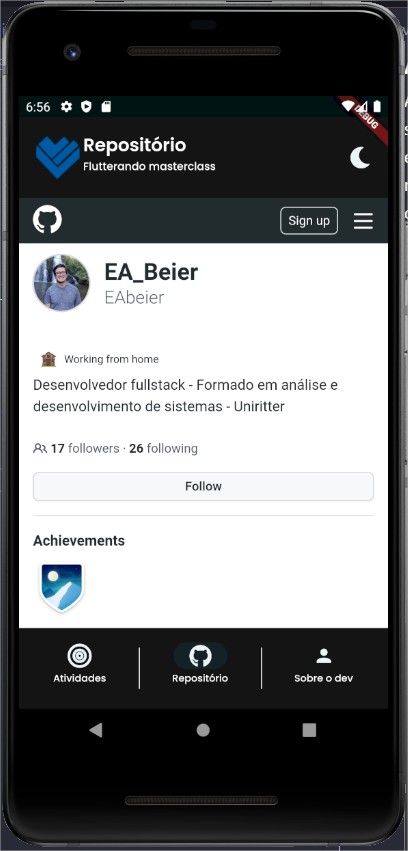 6:56
DEBUG
Repositório
Flutterando masterclass
Sign up
EA_Beier
EAbeier
Working from home
Desenvolvedor fullstack - Formado em análise e
desenvolvimento de sistemas - Uniritter
17 followers · 26 following
Follow
Achievements
Atividades
Repositório
Sobre o dev